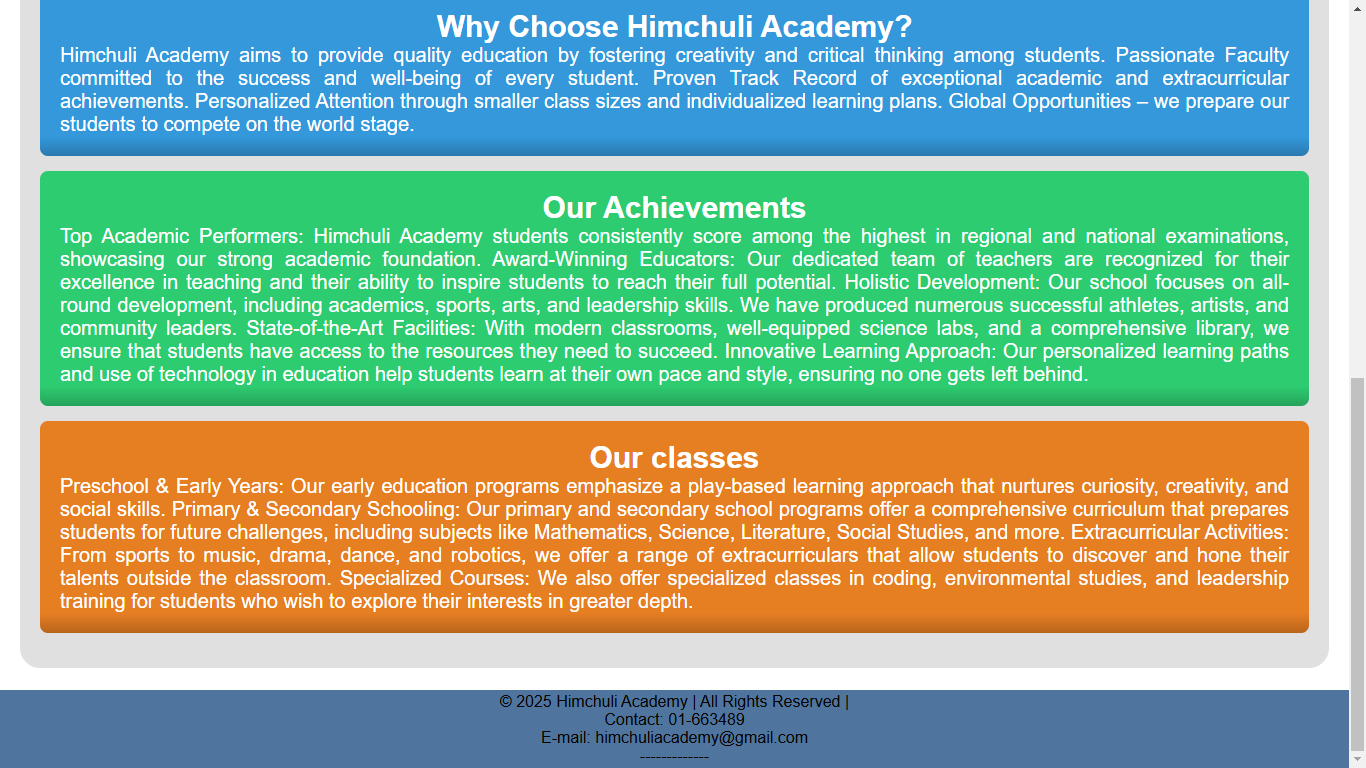 Why Choose Himchuli Academy?
Himchuli Academy aims to provide quality education by fostering creativity and critical thinking among students. Passionate Faculty
committed to the success and well-being of every student. Proven Track Record of exceptional academic and extracurricular
achievements. Personalized Attention through smaller class sizes and individualized learning plans. Global Opportunities – we prepare our
students to compete on the world stage.
Our Achievements
Top Academic Performers: Himchuli Academy students consistently score among the highest in regional and national examinations,
showcasing our strong academic foundation. Award-Winning Educators: Our dedicated team of teachers are recognized for their
excellence in teaching and their ability to inspire students to reach their full potential. Holistic Development: Our school focuses on all-
round development, including academics, sports, arts, and leadership skills. We have produced numerous successful athletes, artists, and
community leaders. State-of-the-Art Facilities: With modern classrooms, well-equipped science labs, and a comprehensive library, we
ensure that students have access to the resources they need to succeed. Innovative Learning Approach: Our personalized learning paths
and use of technology in education help students learn at their own pace and style, ensuring no one gets left behind.
Our classes
Preschool & Early Years: Our early education programs emphasize a play-based learning approach that nurtures curiosity, creativity, and
social skills. Primary & Secondary Schooling: Our primary and secondary school programs offer a comprehensive curriculum that prepares
students for future challenges, including subjects like Mathematics, Science, Literature, Social Studies, and more. Extracurricular Activities:
From sports to music, drama, dance, and robotics, we offer a range of extracurriculars that allow students to discover and hone their
talents outside the classroom. Specialized Courses: We also offer specialized classes in coding, environmental studies, and leadership
training for students who wish to explore their interests in greater depth.
© 2025 Himchuli Academy | All Rights Reserved |
Contact: 01-663489
E-mail: himchuliacademy@gmail.com
-------------